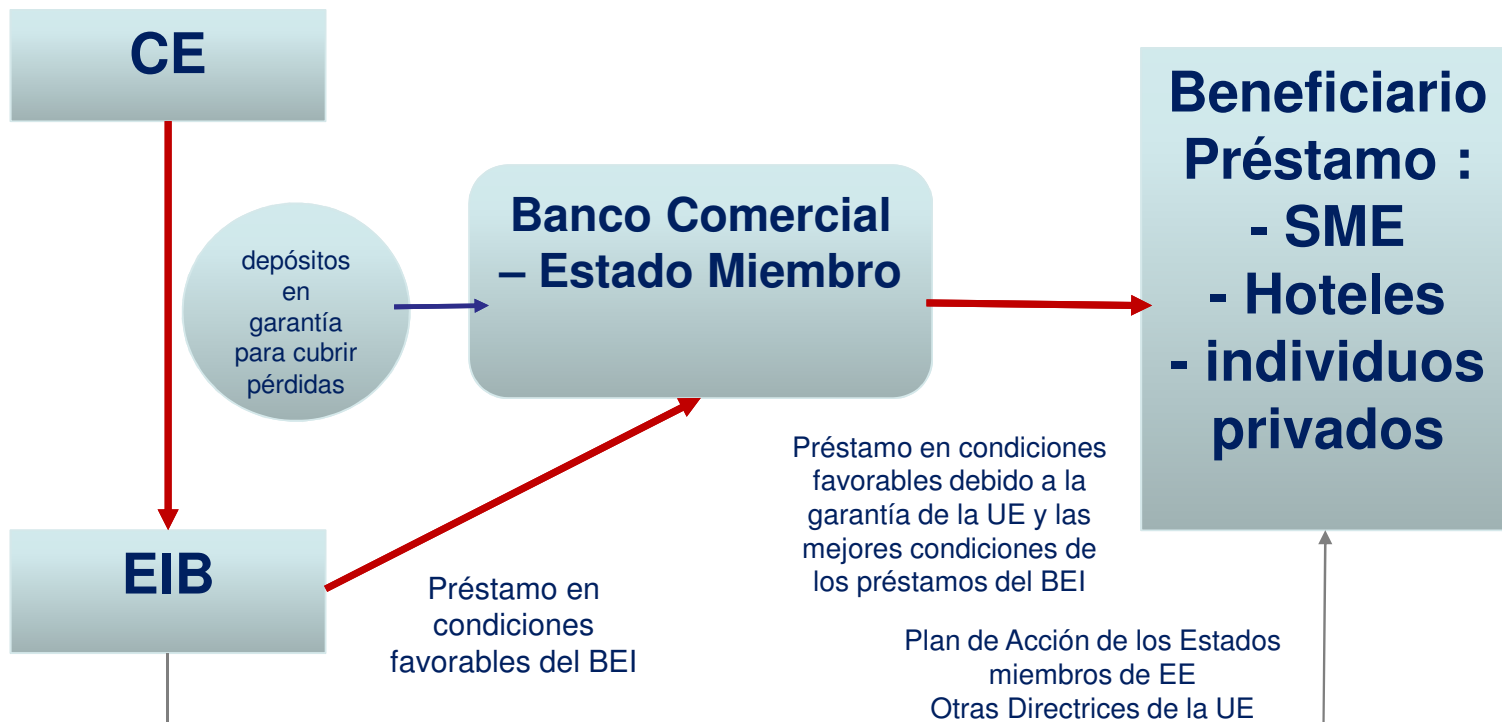 CE
depósitos
en
garantía
para cubrir
pérdidas
Banco Comercial
– Estado Miembro
Beneficiario
Préstamo :
- SME
- Hoteles
- individuos
privados
EIB
Préstamo en
condiciones
favorables del BEI
Préstamo en condiciones
favorables debido a la
garantía de la UE y las
mejores condiciones de
los préstamos del BEI
Plan de Acción de los Estados
miembros de EE
Otras Directrices de la UE